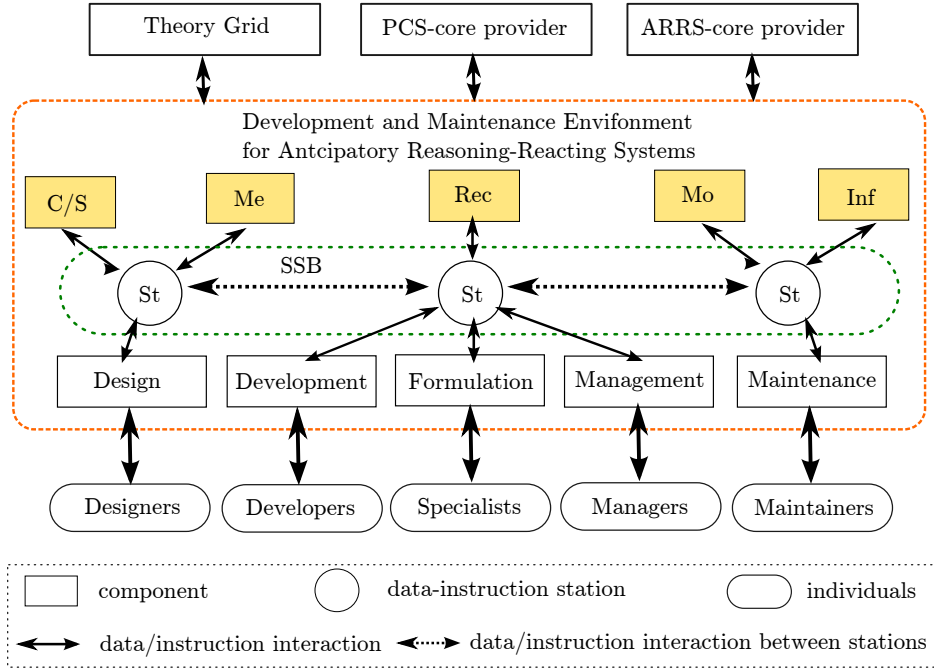 Theory Grid
PCS-core provider
ARRS-core provider
Development and Maintenance Envifonment
for Antcipatory Reasoning-Reacting Systems
C/S
Me
Rec
Mo
Inf
SSB
St
St
St
Design
Development
Formulation
Management
Maintenance
Designers
Developers
Specialists
Managers
Maintainers
component
data-instruction station
individuals
data/instruction interaction
data/instruction interaction between stations